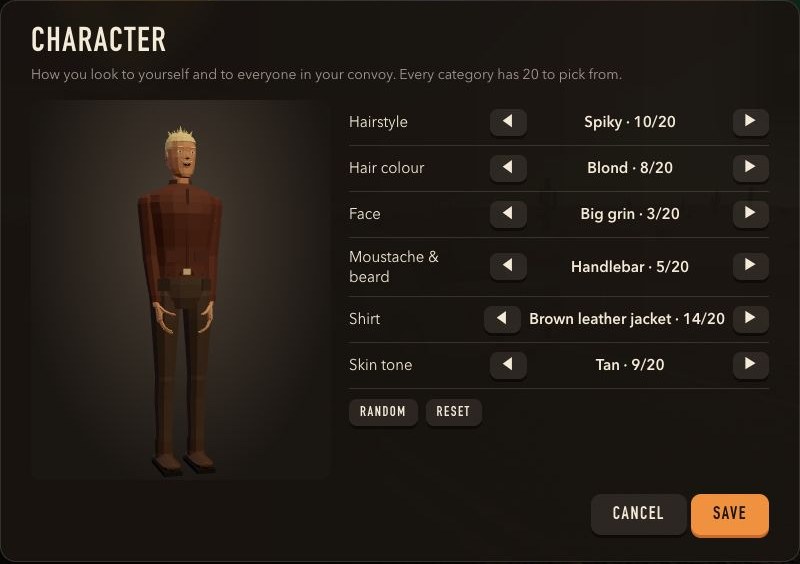 CHARACTER
How you look to yourself and to everyone in your convoy. Every category has 20 to pick from.
Hairstyle
Spiky · 10/20
Hair colour
Blond · 8/20
Face
Big grin · 3/20
Moustache &
beard
Handlebar · 5/20
Shirt
Brown leather jacket · 14/20
Skin tone
Tan · 9/20
RANDOM
RESET
CANCEL
SAVE